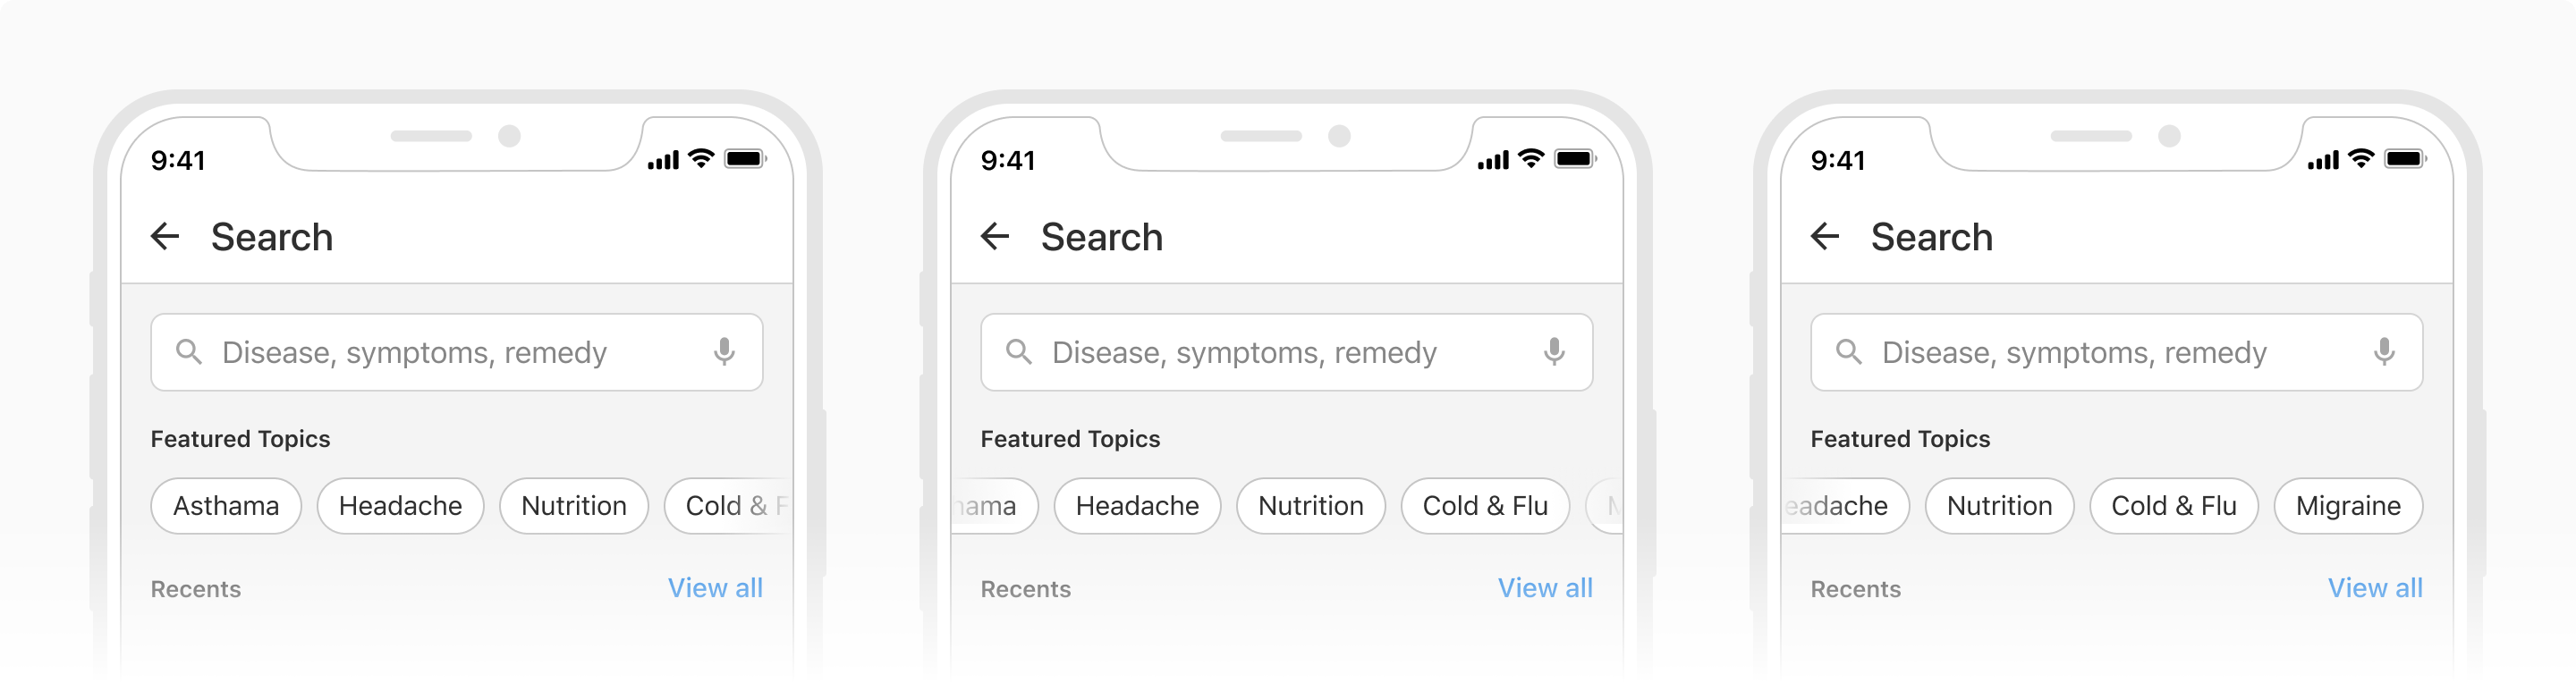 9:41
Search
Disease, symptoms, remedy
Featured Topics
Asthama Headache Nutrition Cold & F
Recents View all
9:41
Search
Disease, symptoms, remedy
Featured Topics
hama Headache Nutrition Cold & Flu M
Recents View all
9:41
Search
Disease, symptoms, remedy
Featured Topics
eadache Nutrition Cold & Flu Migraine
Recents View all